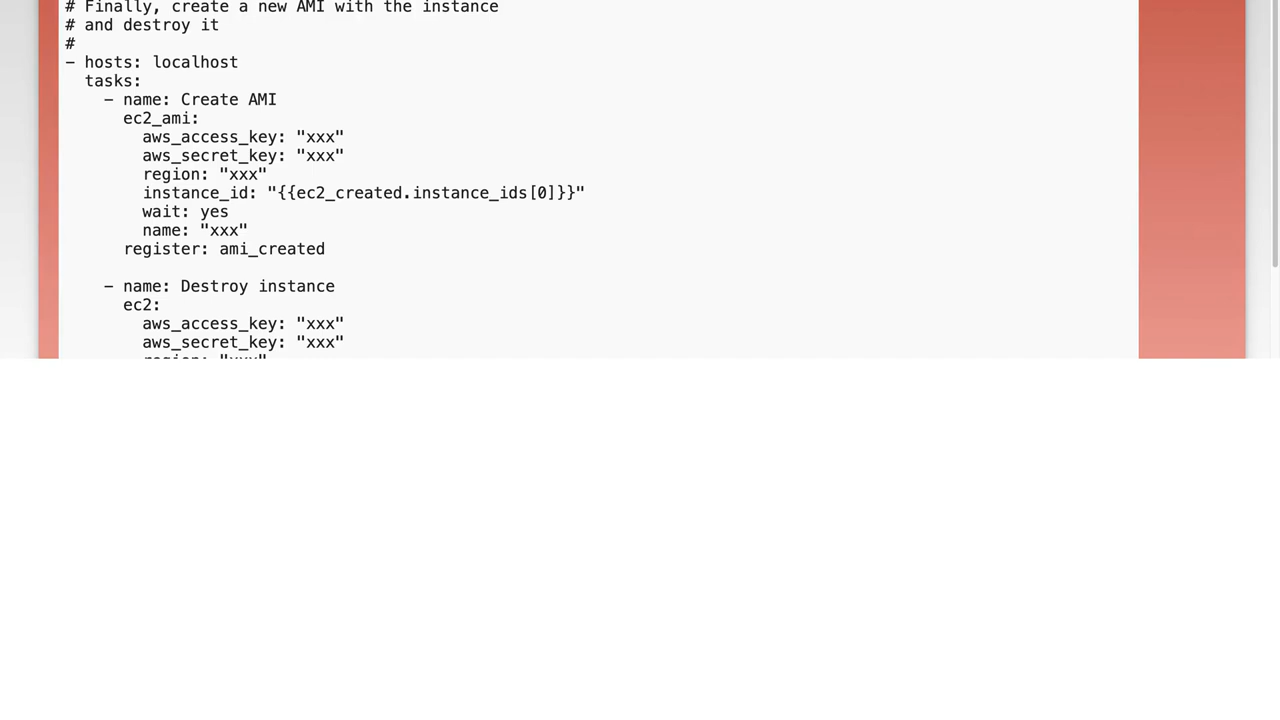 # Finally, create a new AMI with the instance
# and destroy it
#
- hosts: localhost
  tasks:
    - name: Create AMI
      ec2_ami:
        aws_access_key: "xxx"
        aws_secret_key: "xxx"
        region: "xxx"
        instance_id: "{{ec2_created.instance_ids[0]}}"
        wait: yes
        name: "xxx"
      register: ami_created

    - name: Destroy instance
      ec2:
        aws_access_key: "xxx"
        aws_secret_key: "xxx"
        region: "xxx"